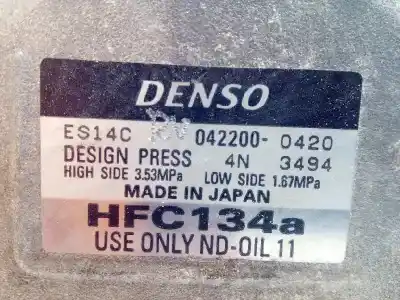 DENSO
ES14C RV 042200-0420
DESIGN PRESS 4N 3494
HIGH SIDE 3.53MPa LOW SIDE 1.67MPa
MADE IN JAPAN
HFC134a
USE ONLY ND-OIL 11